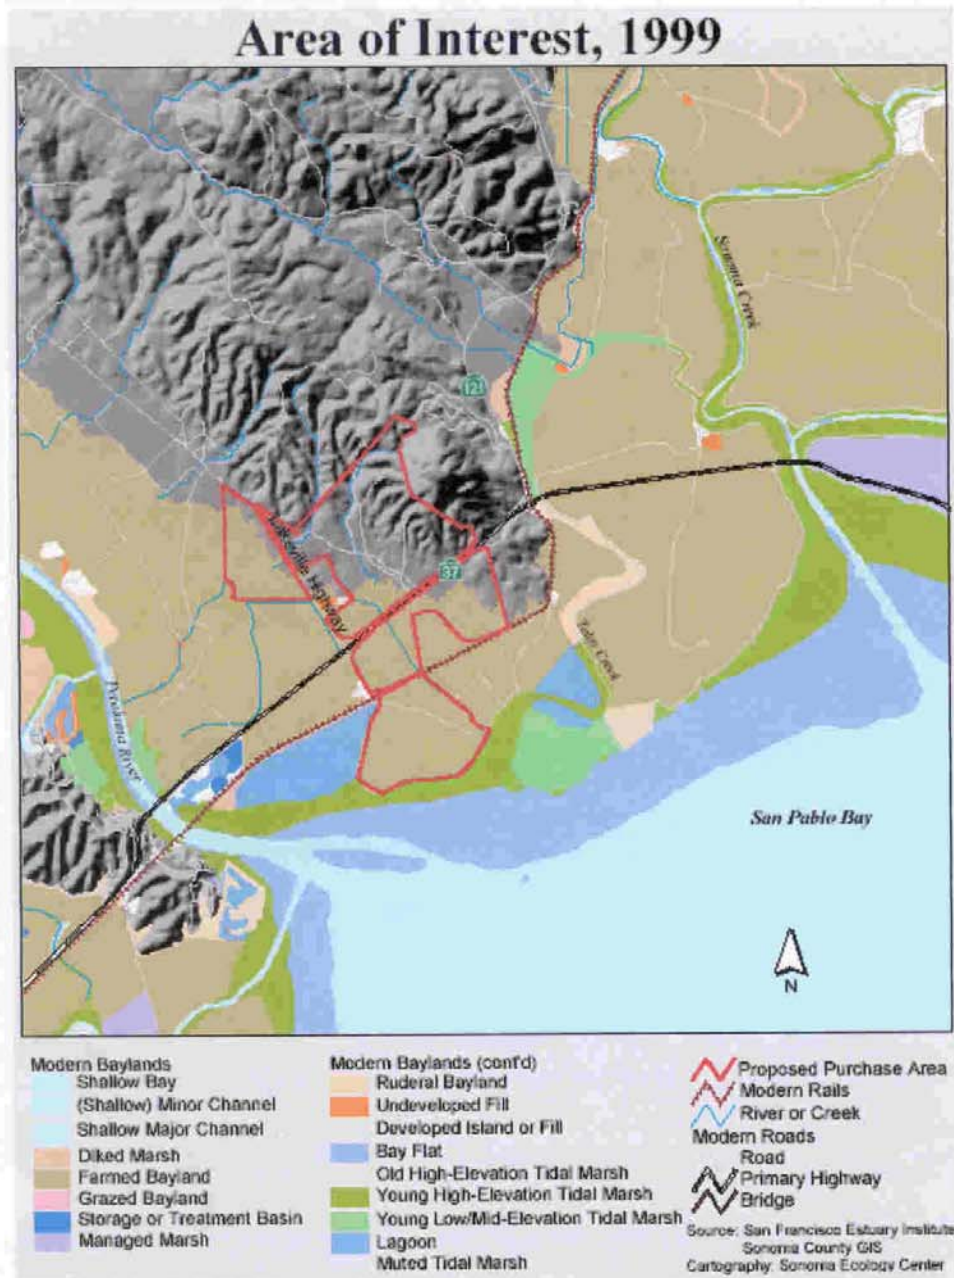 Area of Interest, 1999
Sonoma Creek
121
Lakeville Highway
37
Tolay Creek
Petaluma River
San Pablo Bay
N
Modern Baylands
Shallow Bay
(Shallow) Minor Channel
Shallow Major Channel
Diked Marsh
Farmed Bayland
Grazed Bayland
Storage or Treatment Basin
Managed Marsh
Modern Baylands (cont'd)
Ruderal Bayland
Undeveloped Fill
Developed Island or Fill
Bay Flat
Old High-Elevation Tidal Marsh
Young High-Elevation Tidal Marsh
Young Low/Mid-Elevation Tidal Marsh
Lagoon
Muted Tidal Marsh
Proposed Purchase Area
Modern Rails
River or Creek
Modern Roads
Road
Primary Highway
Bridge
Source: San Francisco Estuary Institute
Sonoma County GIS
Cartography: Sonoma Ecology Center